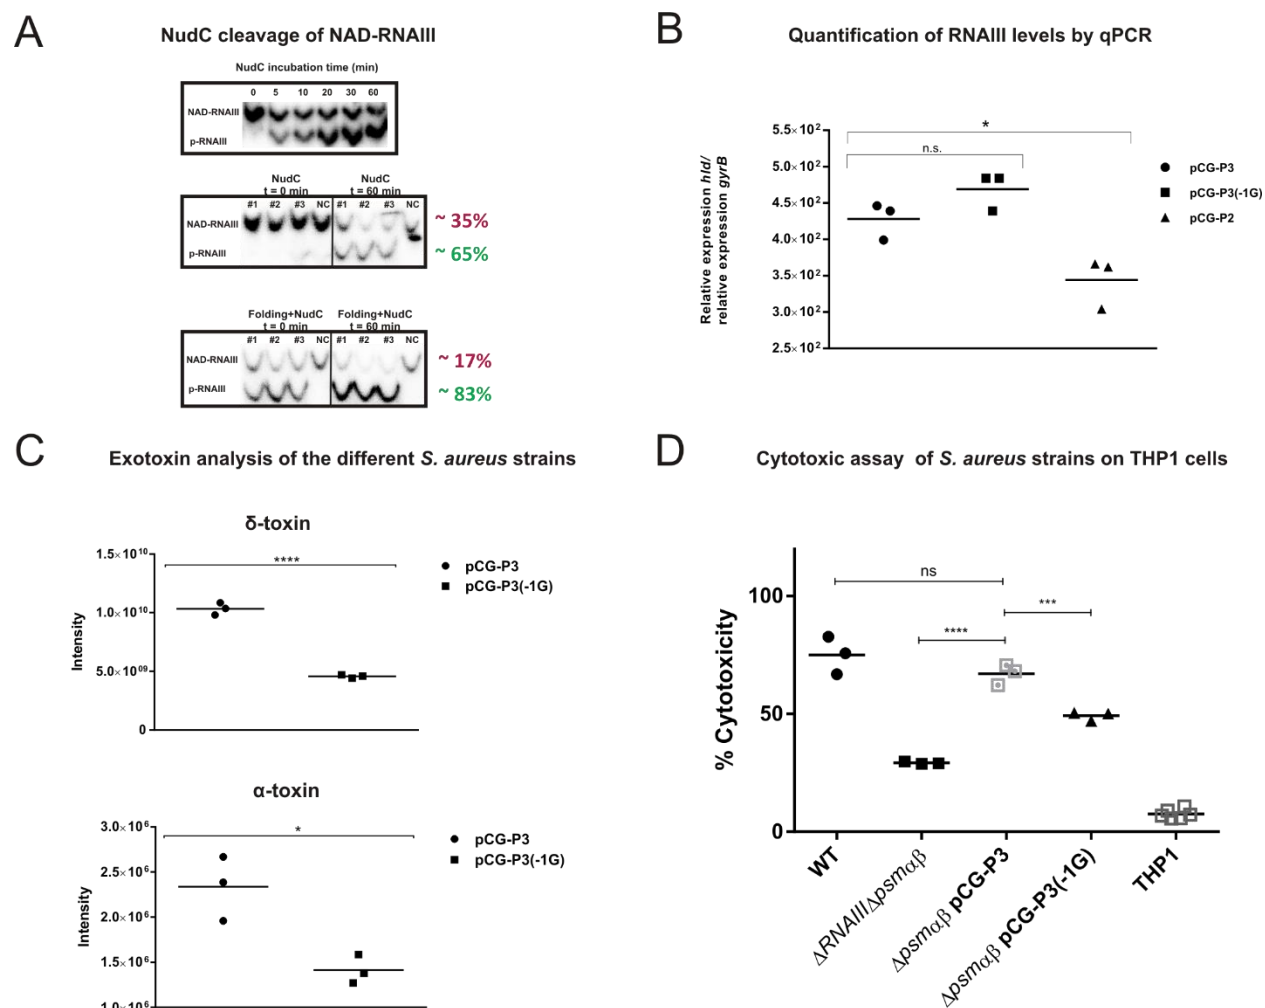 A
NudC cleavage of NAD-RNAIII
NudC incubation time (min)
0 5 10 20 30 60
NAD-RNAIII
p-RNAIII
NudC
t = 0 min
NudC
t = 60 min
#1 #2 #3 NC #1 #2 #3 NC
NAD-RNAIII
p-RNAIII
~ 35%
~ 65%
Folding+NudC
t = 0 min
Folding+NudC
t = 60 min
#1 #2 #3 NC #1 #2 #3 NC
NAD-RNAIII
p-RNAIII
~ 17%
~ 83%
B
Quantification of RNAIII levels by qPCR
Relative expression hld/
relative expression gyrB
5.5×10²
5.0×10²
4.5×10²
4.0×10²
3.5×10²
3.0×10²
2.5×10²
*
n.s.
pCG-P3
pCG-P3(-1G)
pCG-P2
C
Exotoxin analysis of the different S. aureus strains
δ-toxin
Intensity
1.5×10¹⁰
1.0×10¹⁰
5.0×10⁰⁹
0
****
pCG-P3
pCG-P3(-1G)
α-toxin
Intensity
3.0×10⁶
2.5×10⁶
2.0×10⁶
1.5×10⁶
1.0×10⁶
*
pCG-P3
pCG-P3(-1G)
D
Cytotoxic assay of S. aureus strains on THP1 cells
% Cytotoxicity
100
50
0
ns
***
****
WT
ΔRNAIIIΔpsmαβ
Δpsmαβ pCG-P3
Δpsmαβ pCG-P3(-1G)
THP1